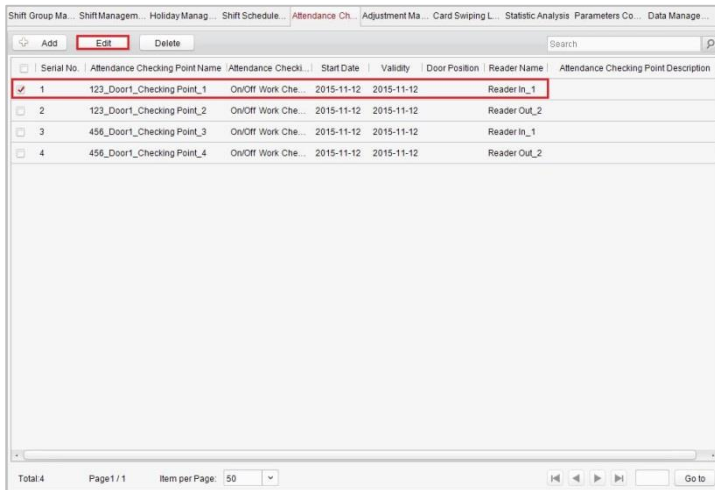 Shift Group Ma... Shift Managem... Holiday Manag... Shift Schedule... Attendance Ch... Adjustment Ma... Card Swiping L... Statistic Analysis Parameters Co... Data Manage...
Add Edit Delete Search
Serial No. Attendance Checking Point Name Attendance Checki... Start Date Validity Door Position Reader Name Attendance Checking Point Description
1 123_Door1_Checking Point_1 On/Off Work Che... 2015-11-12 2015-11-12 Reader In_1
2 123_Door1_Checking Point_2 On/Off Work Che... 2015-11-12 2015-11-12 Reader Out_2
3 456_Door1_Checking Point_3 On/Off Work Che... 2015-11-12 2015-11-12 Reader In_1
4 456_Door1_Checking Point_4 On/Off Work Che... 2015-11-12 2015-11-12 Reader Out_2
Total:4 Page1 / 1 Item per Page: 50 Go to